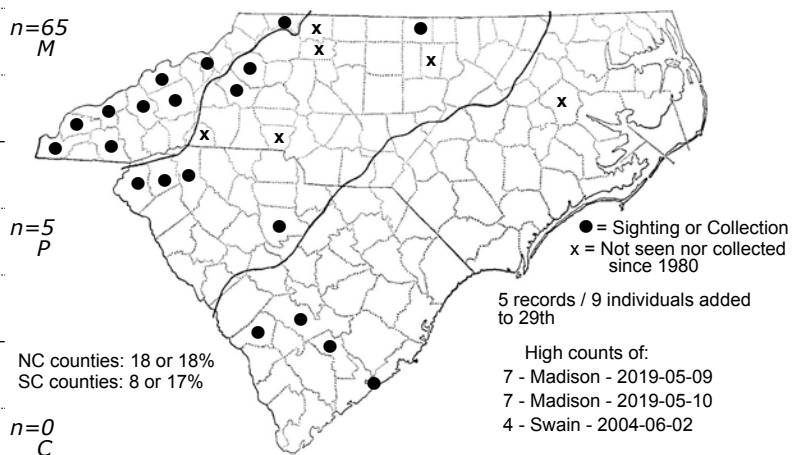 n=65
M
n=5
P
n=0
C
● = Sighting or Collection
x = Not seen nor collected
since 1980
5 records / 9 individuals added
to 29th
NC counties: 18 or 18%
SC counties: 8 or 17%
High counts of:
7 - Madison - 2019-05-09
7 - Madison - 2019-05-10
4 - Swain - 2004-06-02